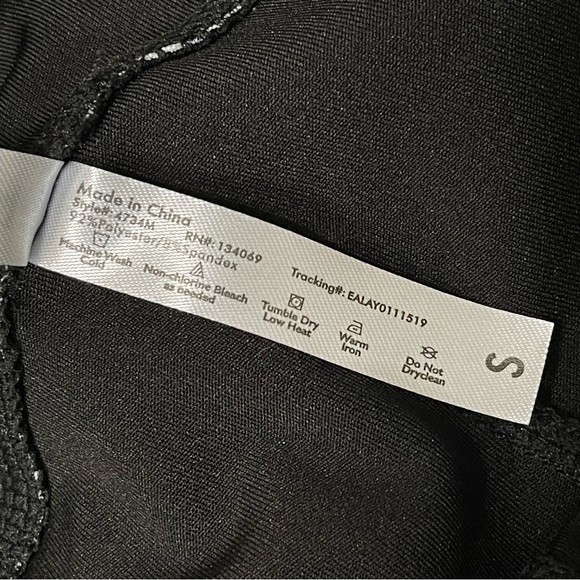 Made in China
Style#: 4734M RN#: 134069 Tracking#: EALAY0111519
92%Polyester/8%Spandex
Machine Wash
Cold
Non-chlorine Bleach
as needed
Tumble Dry
Low Heat
Warm
Iron
Do Not
Dryclean
S